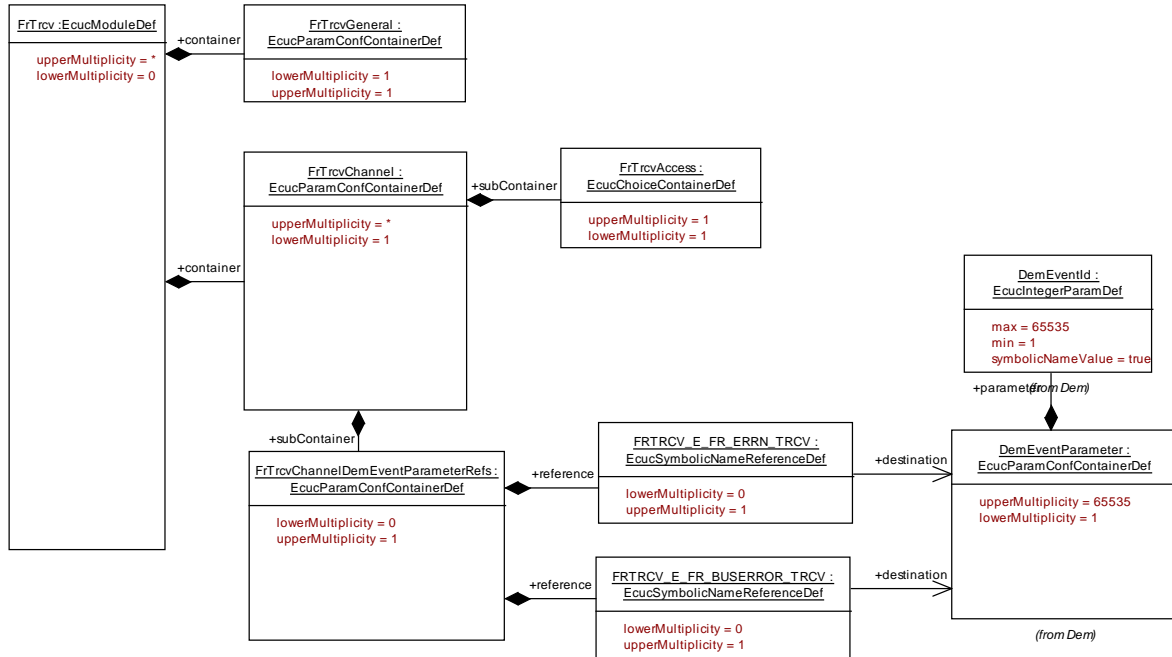 FrTrcv :EcucModuleDef
upperMultiplicity = *
lowerMultiplicity = 0
+container
FrTrcvGeneral :
EcucParamConfContainerDef
lowerMultiplicity = 1
upperMultiplicity = 1
+container
FrTrcvChannel :
EcucParamConfContainerDef
upperMultiplicity = *
lowerMultiplicity = 1
+subContainer
FrTrcvAccess :
EcucChoiceContainerDef
upperMultiplicity = 1
lowerMultiplicity = 1
DemEventId :
EcucIntegerParamDef
max = 65535
min = 1
symbolicNameValue = true
+parameter
(from Dem)
+subContainer
FrTrcvChannelDemEventParameterRefs :
EcucParamConfContainerDef
lowerMultiplicity = 0
upperMultiplicity = 1
+reference
FRTRCV_E_FR_ERRN_TRCV :
EcucSymbolicNameReferenceDef
lowerMultiplicity = 0
upperMultiplicity = 1
+destination
DemEventParameter :
EcucParamConfContainerDef
upperMultiplicity = 65535
lowerMultiplicity = 1
+reference
FRTRCV_E_FR_BUSERROR_TRCV :
EcucSymbolicNameReferenceDef
lowerMultiplicity = 0
upperMultiplicity = 1
+destination
(from Dem)